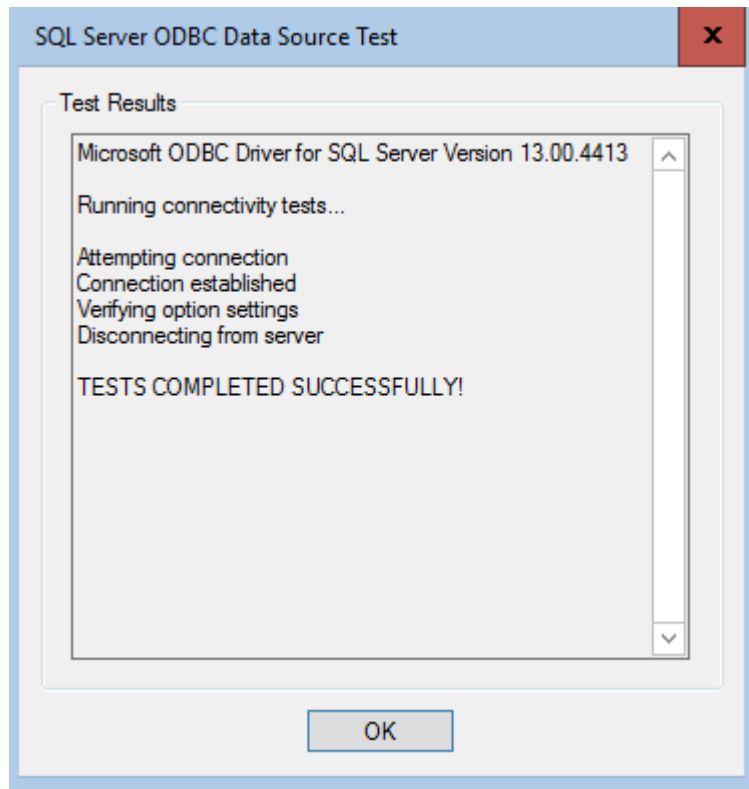 SQL Server ODBC Data Source Test
x
Test Results
Microsoft ODBC Driver for SQL Server Version 13.00.4413
Running connectivity tests...
Attempting connection
Connection established
Verifying option settings
Disconnecting from server
TESTS COMPLETED SUCCESSFULLY!
OK